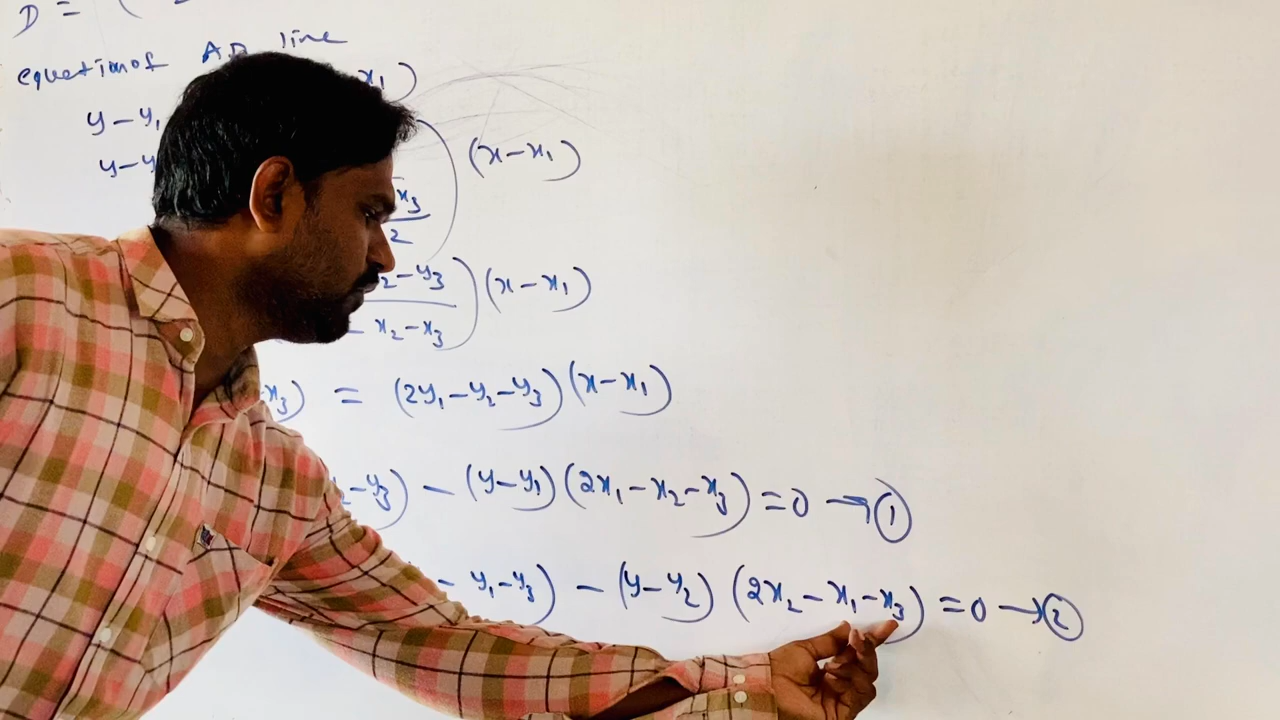 D = (
equation of AD line
y-y₁ x₁)
y-y (x-x₁)
x₃
2
₂-y₃ (x-x₁)
- x₂-x₃
-x₃) = (2y₁-y₂-y₃)(x-x₁)
-y₃) - (y-y₁)(2x₁-x₂-x₃) = 0 → ①
- y₁-y₃) - (y-y₂) (2x₂-x₁-x₃) = 0 → ②